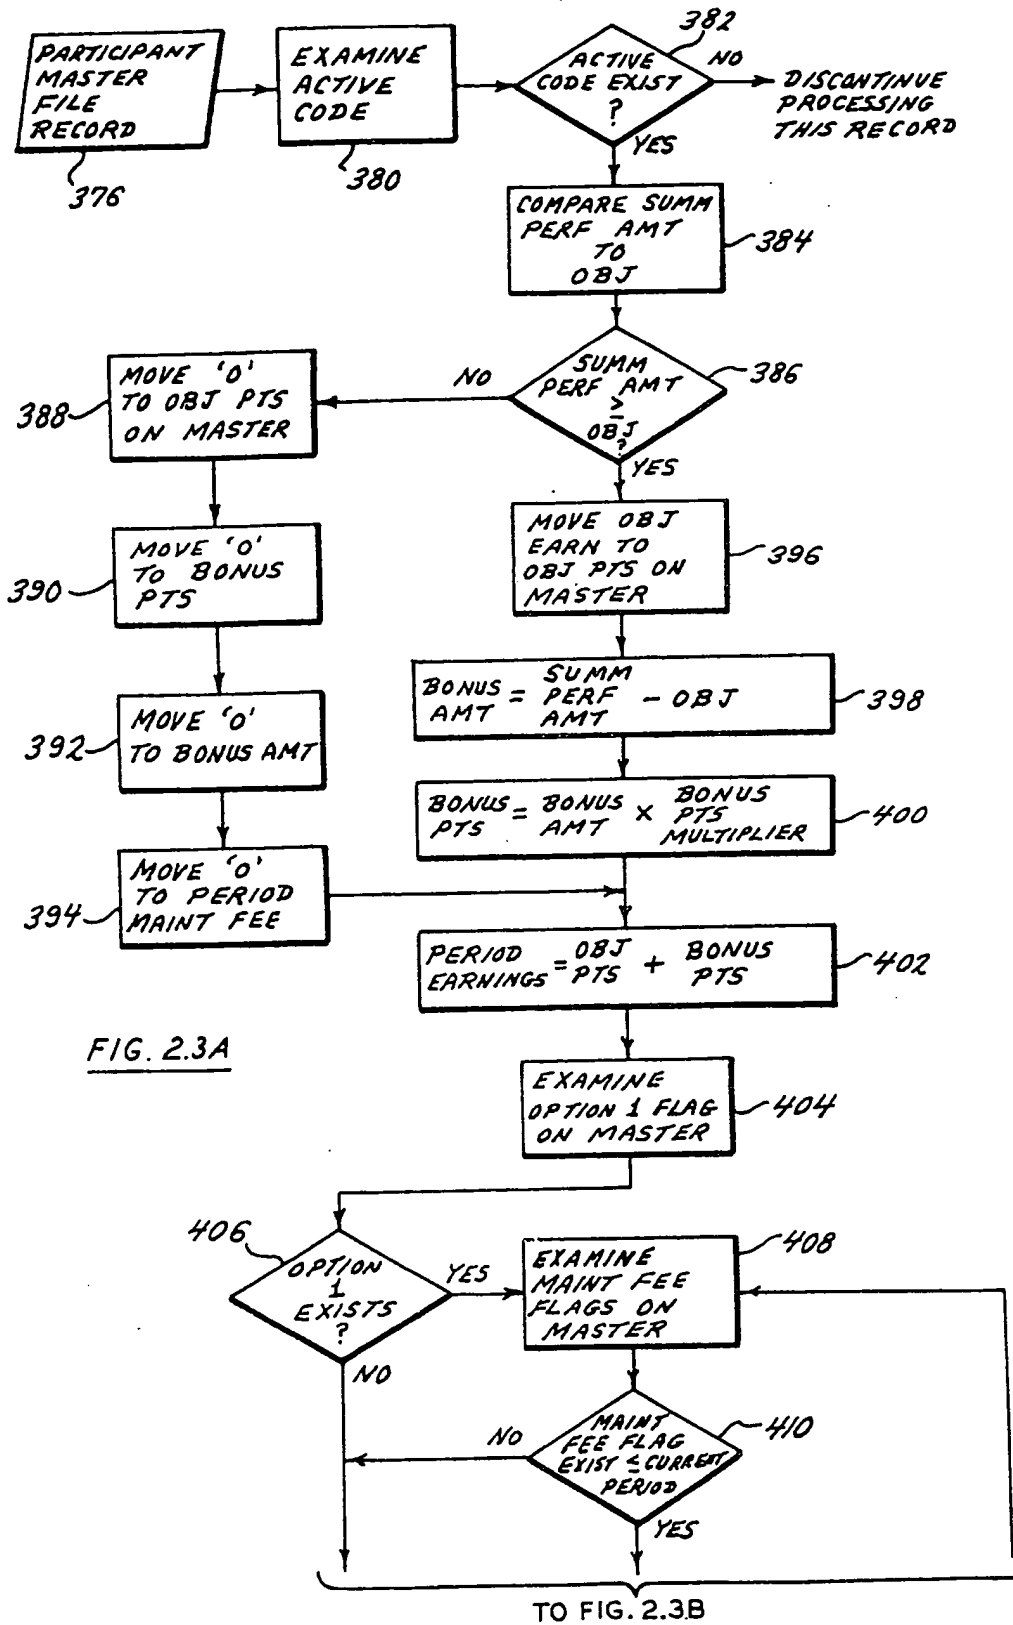 PARTICIPANT
MASTER
FILE
RECORD
376
EXAMINE
ACTIVE
CODE
380
382
ACTIVE
CODE EXIST
?
NO
DISCONTINUE
PROCESSING
THIS RECORD
YES
COMPARE SUMM
PERF AMT
TO
OBJ
384
SUMM
PERF AMT
≥
OBJ
?
386
NO
YES
MOVE '0'
TO OBJ PTS
ON MASTER
388
MOVE OBJ
EARN TO
OBJ PTS ON
MASTER
396
MOVE '0'
TO BONUS
PTS
390
BONUS AMT = SUMM PERF AMT - OBJ
398
MOVE '0'
TO BONUS AMT
392
BONUS PTS = BONUS AMT × BONUS PTS MULTIPLIER
400
MOVE '0'
TO PERIOD
MAINT FEE
394
PERIOD EARNINGS = OBJ PTS + BONUS PTS
402
FIG. 2.3A
EXAMINE
OPTION 1 FLAG
ON MASTER
404
406
OPTION
1
EXISTS
?
YES
NO
EXAMINE
MAINT FEE
FLAGS ON
MASTER
408
MAINT
FEE FLAG
EXIST ≤ CURRENT
PERIOD
410
NO
YES
TO FIG. 2.3B